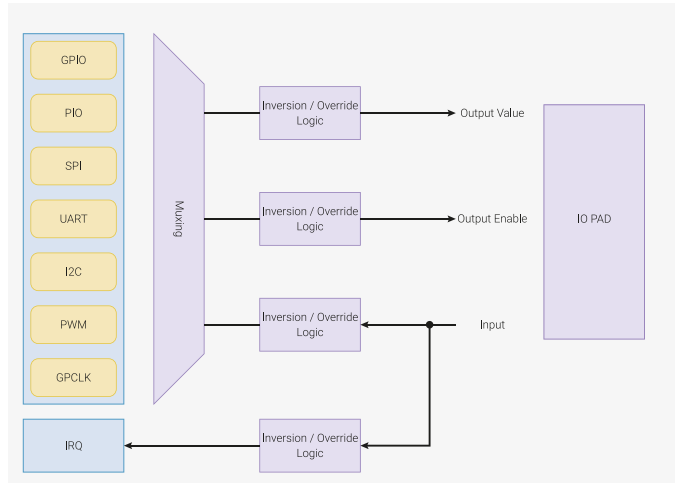 GPIO
PIO
SPI
UART
I2C
PWM
GPCLK
IRQ
Muxing
Inversion / Override
Logic
Inversion / Override
Logic
Inversion / Override
Logic
Inversion / Override
Logic
Output Value
Output Enable
Input
IO PAD